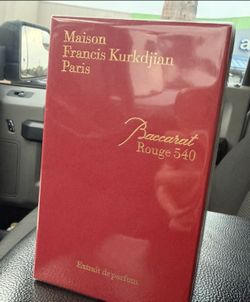 Maison
Francis Kurkdjian
Paris
Baccarat
Rouge 540
Extrait de parfum